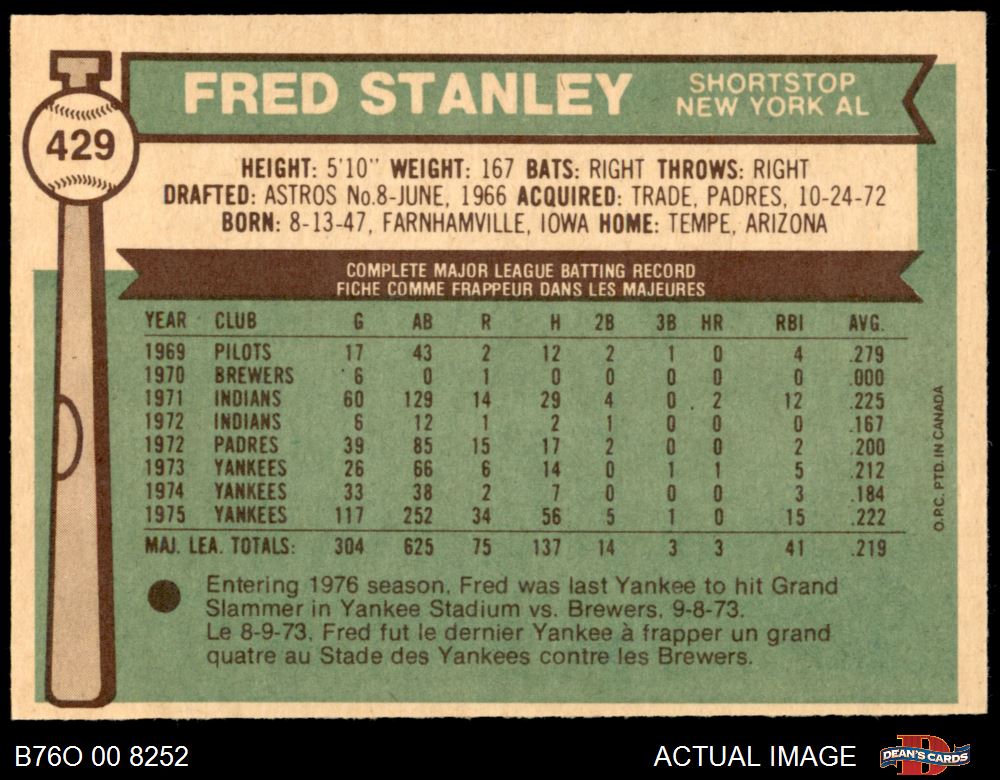 429
FRED STANLEY
SHORTSTOP
NEW YORK AL
HEIGHT: 5'10" WEIGHT: 167 BATS: RIGHT THROWS: RIGHT
DRAFTED: ASTROS No.8-JUNE, 1966 ACQUIRED: TRADE, PADRES, 10-24-72
BORN: 8-13-47, FARNHAMVILLE, IOWA HOME: TEMPE, ARIZONA
COMPLETE MAJOR LEAGUE BATTING RECORD
FICHE COMME FRAPPEUR DANS LES MAJEURES
YEAR CLUB G AB R H 2B 3B HR RBI AVG.
1969 PILOTS 17 43 2 12 2 1 0 4 .279
1970 BREWERS 6 0 1 0 0 0 0 0 .000
1971 INDIANS 60 129 14 29 4 0 2 12 .225
1972 INDIANS 6 12 1 2 1 0 0 0 .167
1972 PADRES 39 85 15 17 2 0 0 2 .200
1973 YANKEES 26 66 6 14 0 1 1 5 .212
1974 YANKEES 33 38 2 7 0 0 0 3 .184
1975 YANKEES 117 252 34 56 5 1 0 15 .222
MAJ. LEA. TOTALS: 304 625 75 137 14 3 3 41 .219
Entering 1976 season, Fred was last Yankee to hit Grand
Slammer in Yankee Stadium vs. Brewers, 9-8-73.
Le 8-9-73, Fred fut le dernier Yankee à frapper un grand
quatre au Stade des Yankees contre les Brewers.
O.P.C. PTD. IN CANADA
B76O 00 8252
ACTUAL IMAGE
DEAN'S CARDS